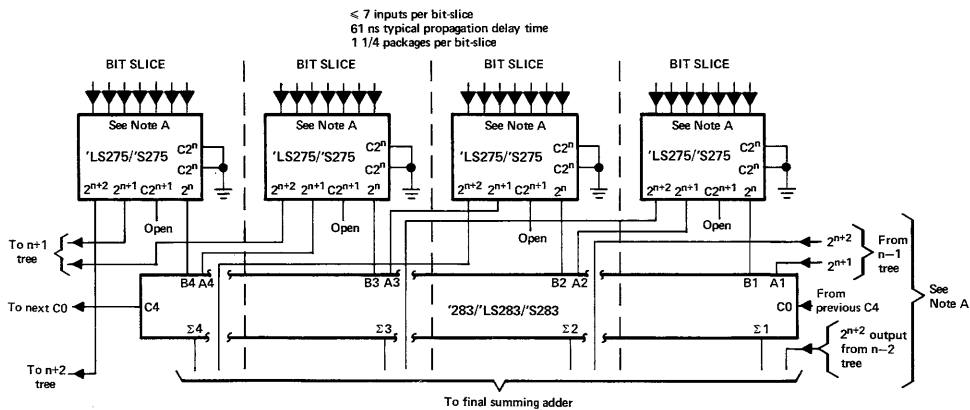 ⩽ 7 inputs per bit-slice
61 ns typical propagation delay time
1 1/4 packages per bit-slice
BIT SLICE BIT SLICE BIT SLICE BIT SLICE
See Note A See Note A See Note A See Note A
C2ⁿ C2ⁿ C2ⁿ C2ⁿ
'LS275/'S275 'LS275/'S275 'LS275/'S275 'LS275/'S275
C2ⁿ C2ⁿ C2ⁿ C2ⁿ
2ⁿ⁺² 2ⁿ⁺¹ C2ⁿ⁺¹ 2ⁿ 2ⁿ⁺² 2ⁿ⁺¹ C2ⁿ⁺¹ 2ⁿ 2ⁿ⁺² 2ⁿ⁺¹ C2ⁿ⁺¹ 2ⁿ 2ⁿ⁺² 2ⁿ⁺¹ C2ⁿ⁺¹ 2ⁿ
Open Open Open Open
To n+1
tree
2ⁿ⁺²
2ⁿ⁺¹
From
n−1
tree
B4 A4 B3 A3 B2 A2 B1 A1
To next C0
C4
'283/'LS283/'S283
C0
From
previous C4
See
Note A
Σ4 Σ3 Σ2 Σ1
2ⁿ⁺² output
from n−2
tree
To n+2
tree
To final summing adder